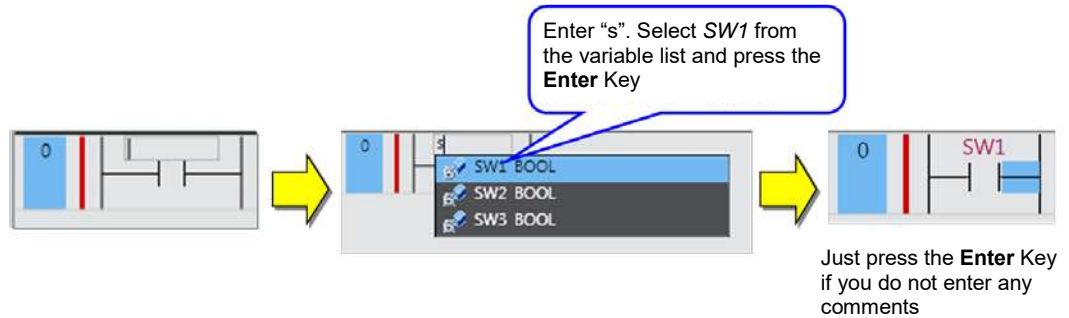 Enter “s”. Select SW1 from
the variable list and press the
Enter Key
0
0
s
SW1 BOOL
SW2 BOOL
SW3 BOOL
0
SW1
Just press the Enter Key
if you do not enter any
comments